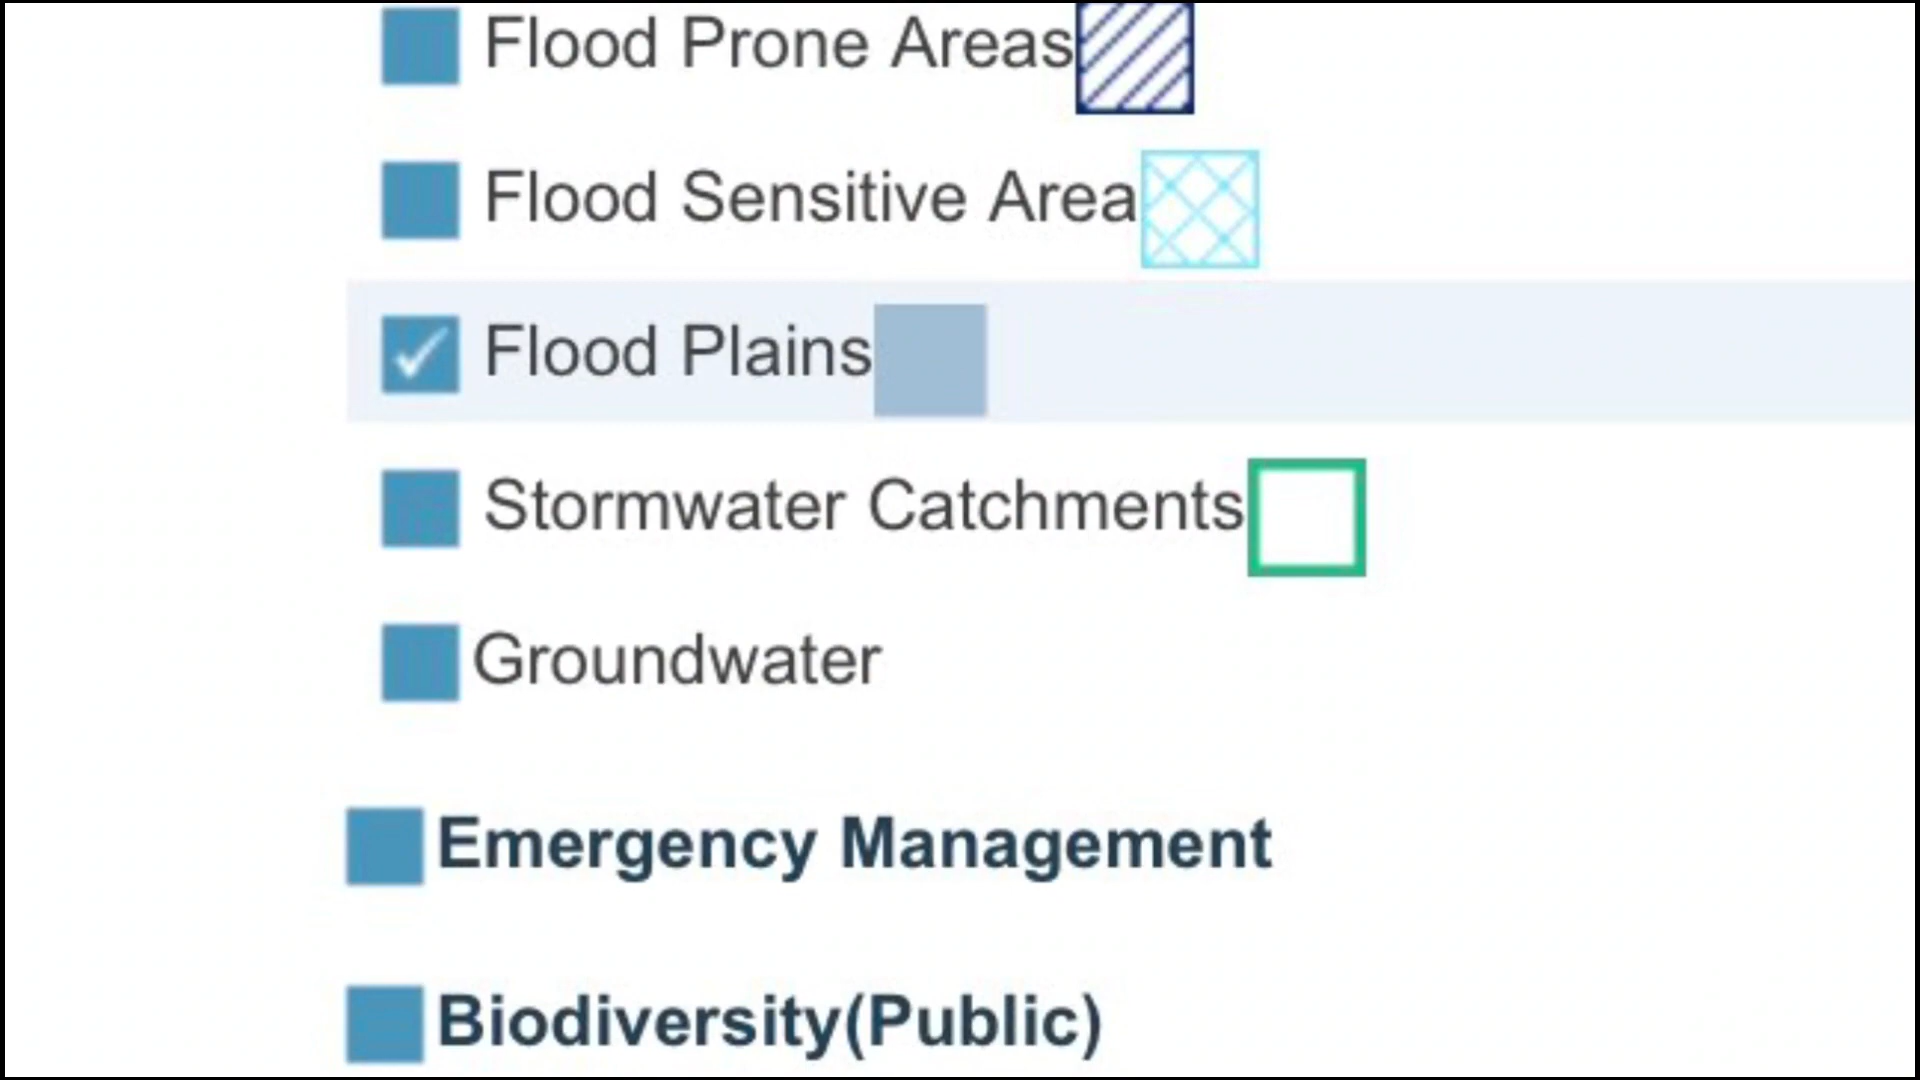 Flood Prone Areas
Flood Sensitive Area
Flood Plains
Stormwater Catchments
Groundwater
Emergency Management
Biodiversity(Public)